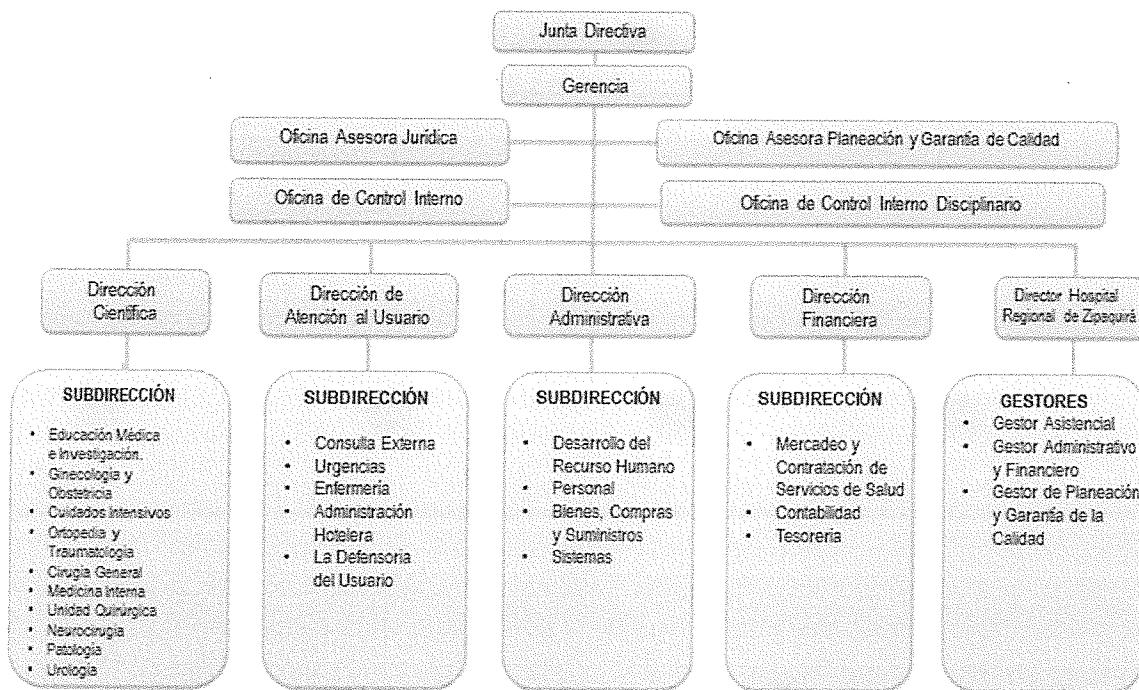 Junta Directiva
Gerencia
Oficina Asesora Jurídica
Oficina Asesora Planeación y Garantía de Calidad
Oficina de Control Interno
Oficina de Control Interno Disciplinario
Dirección
Científica
Dirección de
Atención al Usuario
Dirección
Administrativa
Dirección
Financiera
Director Hospital
Regional de Zipaquirá
SUBDIRECCIÓN
• Educación Médica
e Investigación.
• Ginecología y
Obstetricia
• Cuidados Intensivos
• Ortopedia y
Traumatología
• Cirugía General
• Medicina Interna
• Unidad Quirúrgica
• Neurocirugía
• Patología
• Urología
SUBDIRECCIÓN
• Consulta Externa
• Urgencias
• Enfermería
• Administración
Hotelera
• La Defensoría
del Usuario
SUBDIRECCIÓN
• Desarrollo del
Recurso Humano
• Personal
• Bienes, Compras
y Suministros
• Sistemas
SUBDIRECCIÓN
• Mercadeo y
Contratación de
Servicios de Salud
• Contabilidad
• Tesorería
GESTORES
• Gestor Asistencial
• Gestor Administrativo
y Financiero
• Gestor de Planeación
y Garantía de la
Calidad